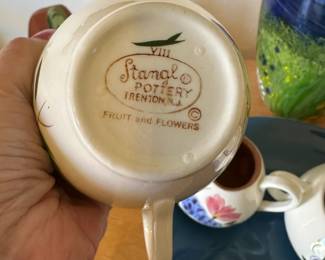 VIII
Stangl
POTTERY
TRENTON, N.J.
©
FRUIT and FLOWERS